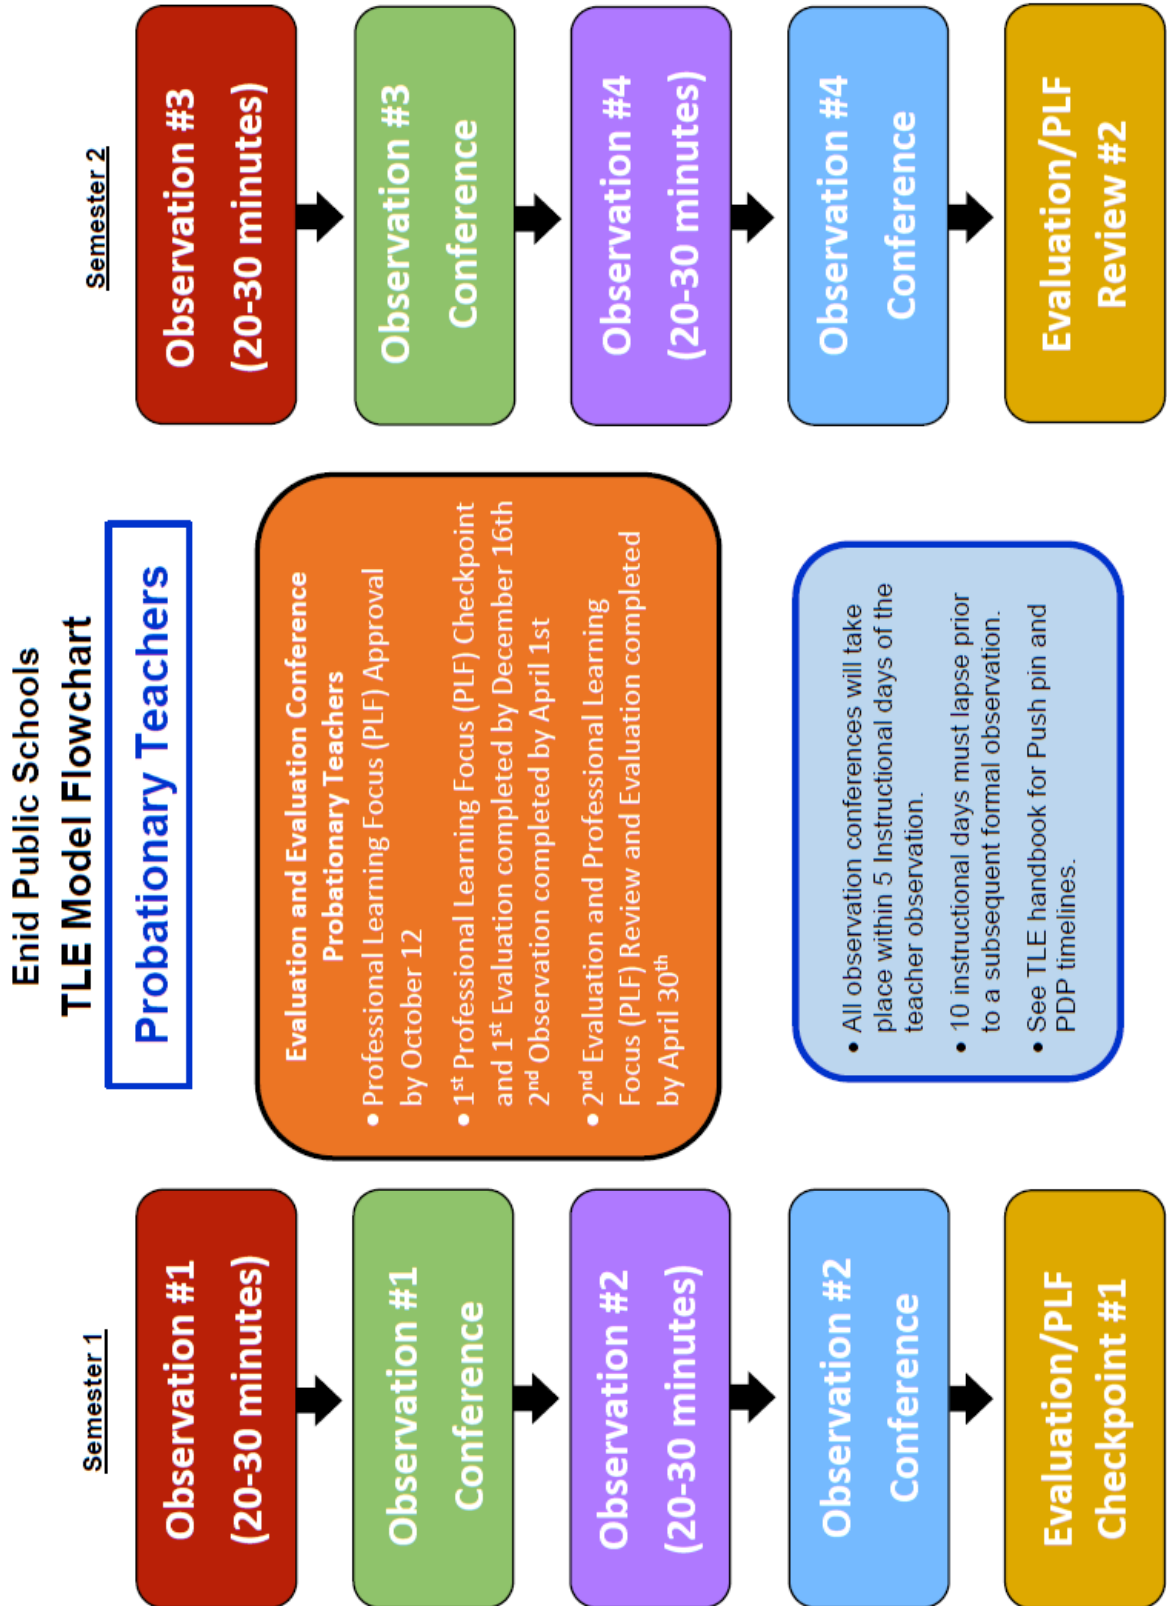 Enid Public Schools
TLE Model Flowchart
Probationary Teachers
Semester 1
Observation #1
(20-30 minutes)
Observation #1
Conference
Observation #2
(20-30 minutes)
Observation #2
Conference
Evaluation/PLF
Checkpoint #1
Evaluation and Evaluation Conference
Probationary Teachers
• Professional Learning Focus (PLF) Approval
by October 12
• 1st Professional Learning Focus (PLF) Checkpoint
and 1st Evaluation completed by December 16th
2nd Observation completed by April 1st
• 2nd Evaluation and Professional Learning
Focus (PLF) Review and Evaluation completed
by April 30th
• All observation conferences will take
place within 5 Instructional days of the
teacher observation.
• 10 instructional days must lapse prior
to a subsequent formal observation.
• See TLE handbook for Push pin and
PDP timelines.
Semester 2
Observation #3
(20-30 minutes)
Observation #3
Conference
Observation #4
(20-30 minutes)
Observation #4
Conference
Evaluation/PLF
Review #2